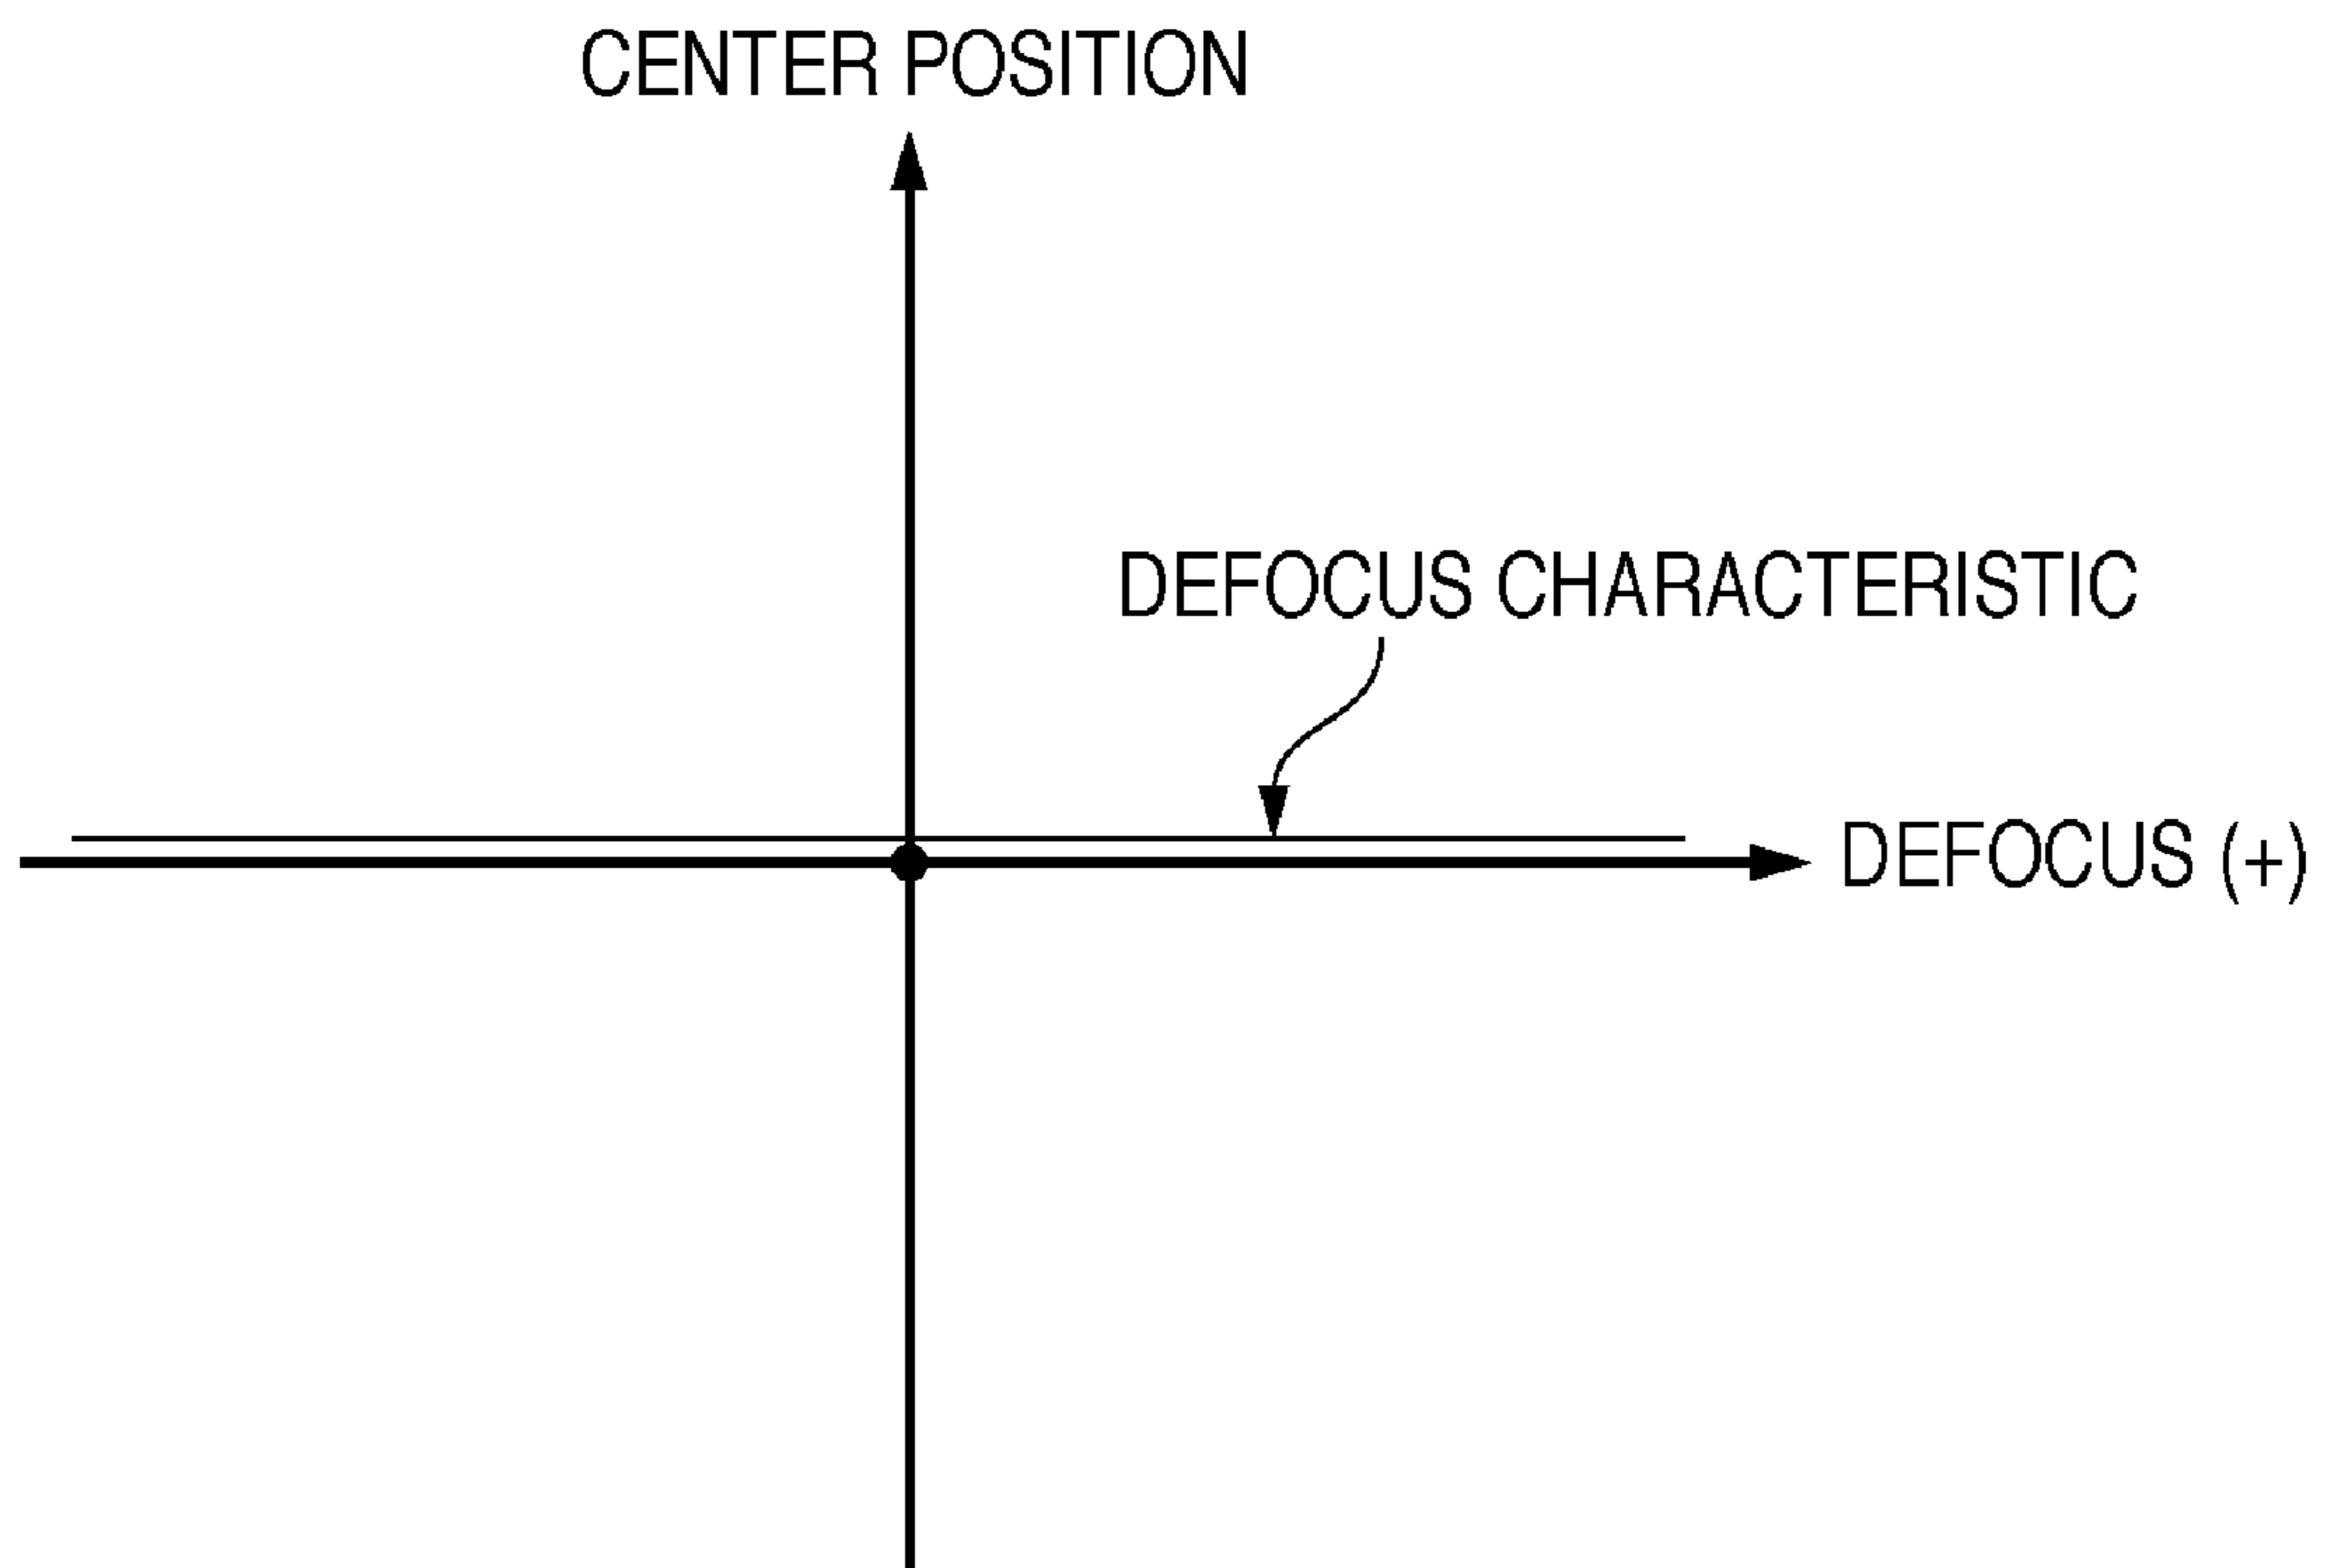 CENTER POSITION
DEFOCUS CHARACTERISTIC
DEFOCUS (+)